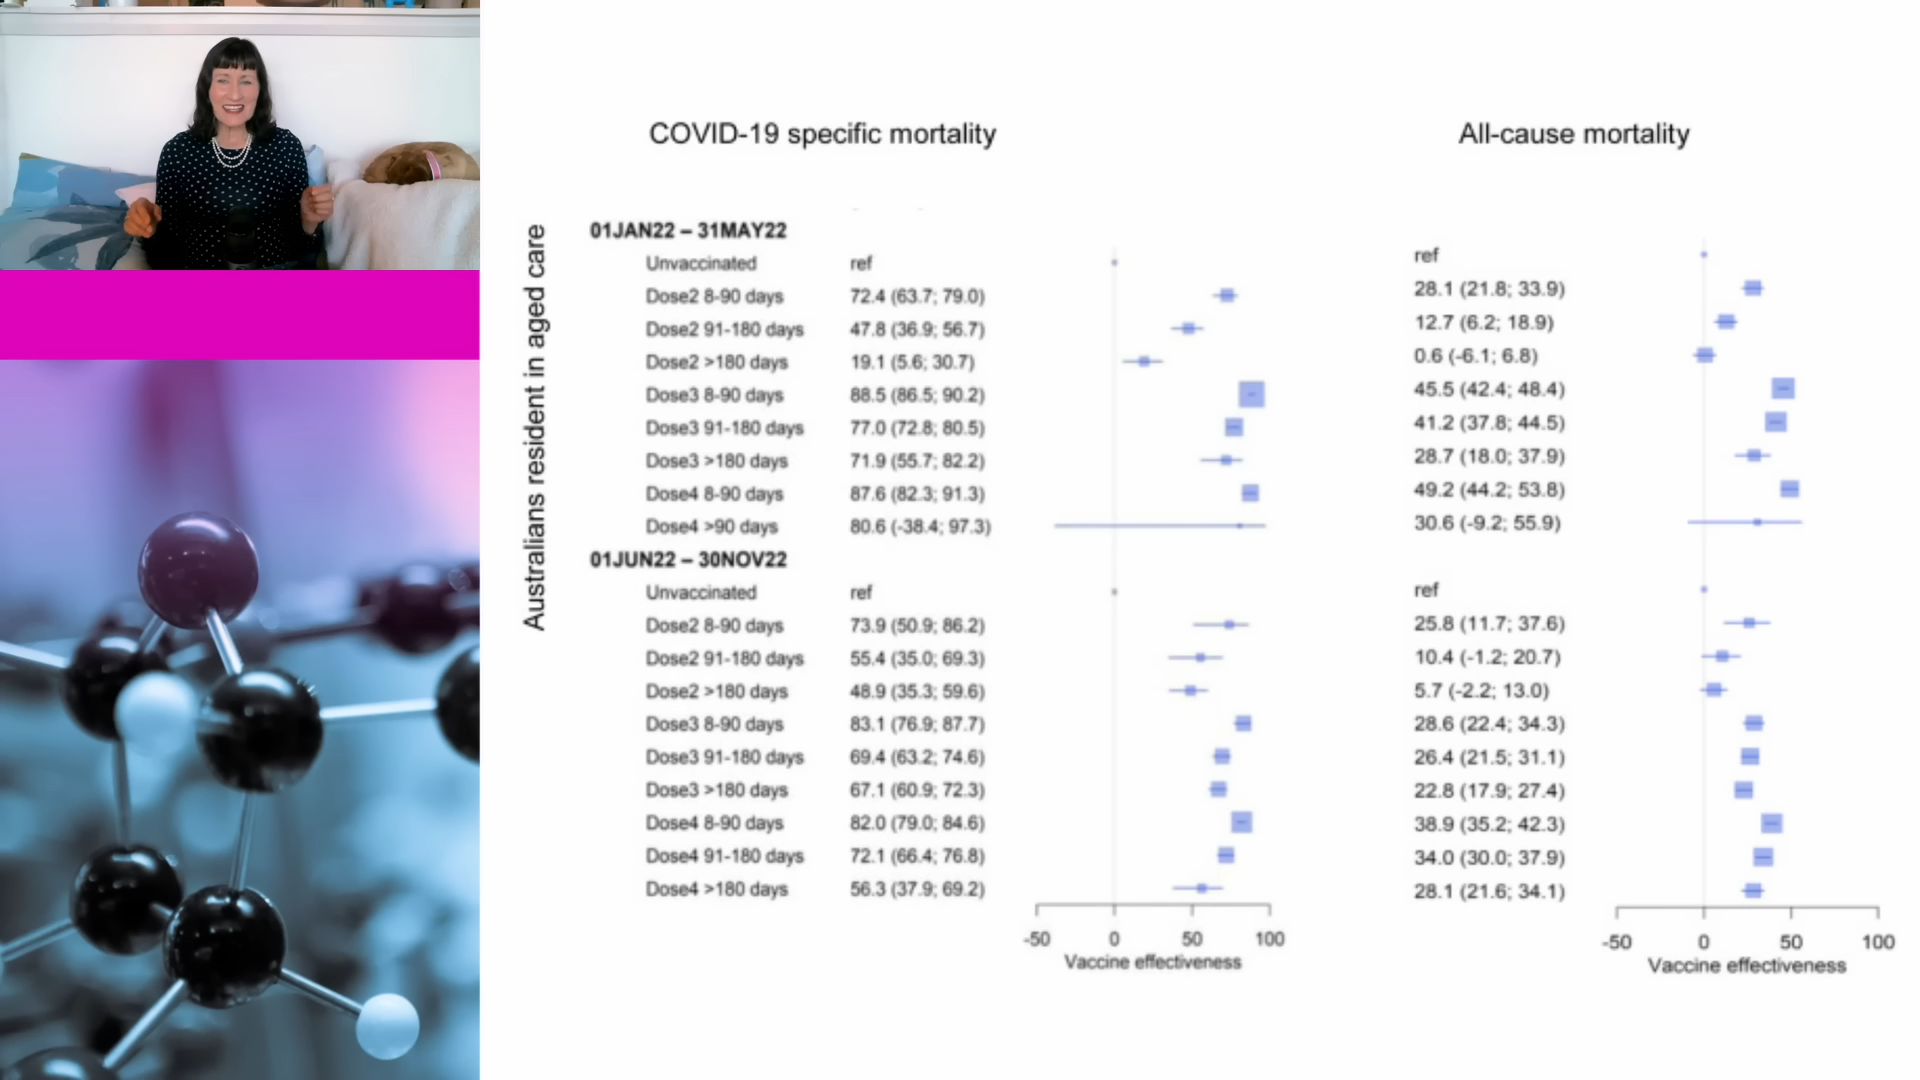 COVID-19 specific mortality
All-cause mortality
Australians resident in aged care
01JAN22 – 31MAY22
Unvaccinated ref ref
Dose2 8-90 days 72.4 (63.7; 79.0) 28.1 (21.8; 33.9)
Dose2 91-180 days 47.8 (36.9; 56.7) 12.7 (6.2; 18.9)
Dose2 >180 days 19.1 (5.6; 30.7) 0.6 (-6.1; 6.8)
Dose3 8-90 days 88.5 (86.5; 90.2) 45.5 (42.4; 48.4)
Dose3 91-180 days 77.0 (72.8; 80.5) 41.2 (37.8; 44.5)
Dose3 >180 days 71.9 (55.7; 82.2) 28.7 (18.0; 37.9)
Dose4 8-90 days 87.6 (82.3; 91.3) 49.2 (44.2; 53.8)
Dose4 >90 days 80.6 (-38.4; 97.3) 30.6 (-9.2; 55.9)
01JUN22 – 30NOV22
Unvaccinated ref ref
Dose2 8-90 days 73.9 (50.9; 86.2) 25.8 (11.7; 37.6)
Dose2 91-180 days 55.4 (35.0; 69.3) 10.4 (-1.2; 20.7)
Dose2 >180 days 48.9 (35.3; 59.6) 5.7 (-2.2; 13.0)
Dose3 8-90 days 83.1 (76.9; 87.7) 28.6 (22.4; 34.3)
Dose3 91-180 days 69.4 (63.2; 74.6) 26.4 (21.5; 31.1)
Dose3 >180 days 67.1 (60.9; 72.3) 22.8 (17.9; 27.4)
Dose4 8-90 days 82.0 (79.0; 84.6) 38.9 (35.2; 42.3)
Dose4 91-180 days 72.1 (66.4; 76.8) 34.0 (30.0; 37.9)
Dose4 >180 days 56.3 (37.9; 69.2) 28.1 (21.6; 34.1)
-50 0 50 100 -50 0 50 100
Vaccine effectiveness Vaccine effectiveness